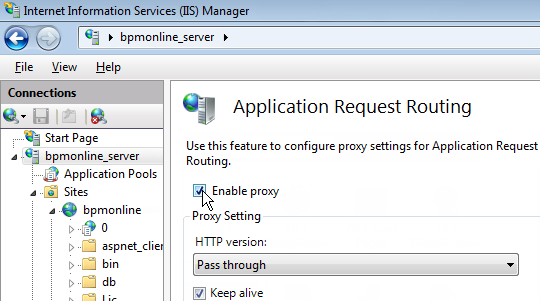 Internet Information Services (IIS) Manager
bpmonline_server
File View Help
Connections
Start Page
bpmonline_server
Application Pools
Sites
bpmonline
0
aspnet_clie
bin
db
Lic
Application Request Routing
Use this feature to configure proxy settings for Application Request
Routing.
Enable proxy
Proxy Setting
HTTP version:
Pass through
Keep alive